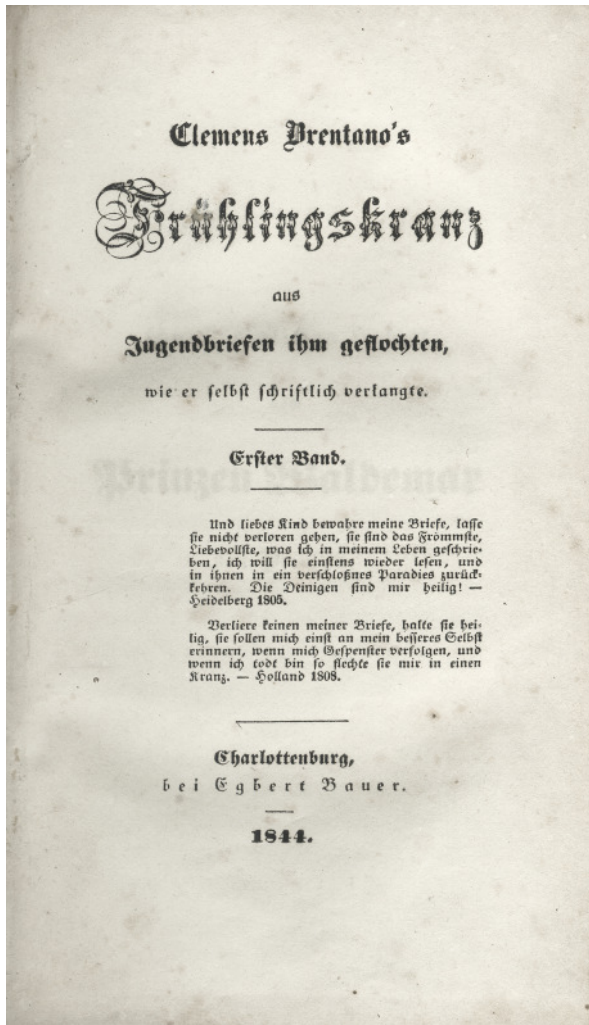 Clemens Brentano's
Frühlingskranz
aus
Jugendbriefen ihm geflochten,
wie er selbst schriftlich verlangte.
Erster Band.
Und liebes Kind bewahre meine Briefe, lasse
sie nicht verloren gehen, sie sind das Frömmste,
Liebevollste, was ich in meinem Leben geschrie-
ben, ich will sie einstens wieder lesen, und
in ihnen in ein verschloßnes Paradies zurück-
kehren. Die Deinigen sind mir heilig! —
Heidelberg 1805.
Verliere keinen meiner Briefe, halte sie hei-
lig, sie sollen mich einst an mein besseres Selbst
erinnern, wenn mich Gespenster verfolgen, und
wenn ich todt bin so flechte sie mir in einen
Kranz. — Holland 1808.
Charlottenburg,
bei Egbert Bauer.
1844.